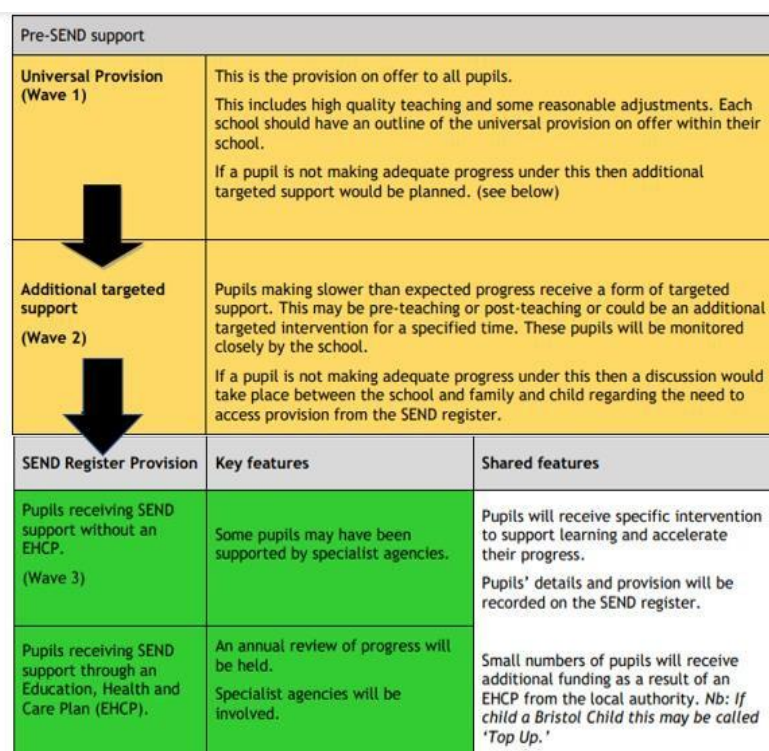 Pre-SEND support
Universal Provision
(Wave 1)
This is the provision on offer to all pupils.
This includes high quality teaching and some reasonable adjustments. Each
school should have an outline of the universal provision on offer within their
school.
If a pupil is not making adequate progress under this then additional
targeted support would be planned. (see below)
Additional targeted
support
(Wave 2)
Pupils making slower than expected progress receive a form of targeted
support. This may be pre-teaching or post-teaching or could be an additional
targeted intervention for a specified time. These pupils will be monitored
closely by the school.
If a pupil is not making adequate progress under this then a discussion would
take place between the school and family and child regarding the need to
access provision from the SEND register.
SEND Register Provision
Key features
Shared features
Pupils receiving SEND
support without an
EHCP.
(Wave 3)
Some pupils may have been
supported by specialist agencies.
Pupils will receive specific intervention
to support learning and accelerate
their progress.
Pupils' details and provision will be
recorded on the SEND register.
Pupils receiving SEND
support through an
Education, Health and
Care Plan (EHCP).
An annual review of progress will
be held.
Specialist agencies will be
involved.
Small numbers of pupils will receive
additional funding as a result of an
EHCP from the local authority. Nb: If
child a Bristol Child this may be called
'Top Up.'